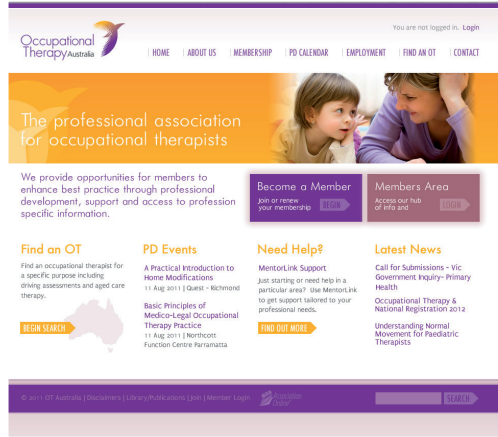 You are not logged in. Login
Occupational
Therapy Australia
HOME | ABOUT US | MEMBERSHIP | PD CALENDAR | EMPLOYMENT | FIND AN OT | CONTACT
The professional association
for occupational therapists
We provide opportunities for members to
enhance best practice through professional
development, support and access to profession
specific information.
Become a Member
Join or renew
your membership
BEGIN
Members Area
Access our hub
of info and
LOGIN
Find an OT
Find an occupational therapist for
a specific purpose including
driving assessments and aged care
therapy.
BEGIN SEARCH
PD Events
A Practical Introduction to
Home Modifications
11 Aug 2011 | Quest - Richmond
Basic Principles of
Medico-Legal Occupational
Therapy Practice
11 Aug 2011 | Northcott
Function Centre Parramatta
Need Help?
MentorLink Support
Just starting or need help in a
particular area? Use MentorLink
to get support tailored to your
professional needs.
FIND OUT MORE
Latest News
Call for Submissions - Vic
Government Inquiry- Primary
Health
Occupational Therapy &
National Registration 2012
Understanding Normal
Movement for Paediatric
Therapists
© 2011 OT Australia | Disclaimers | Library/Publications | Join | Member Login
Associations
Online
SEARCH